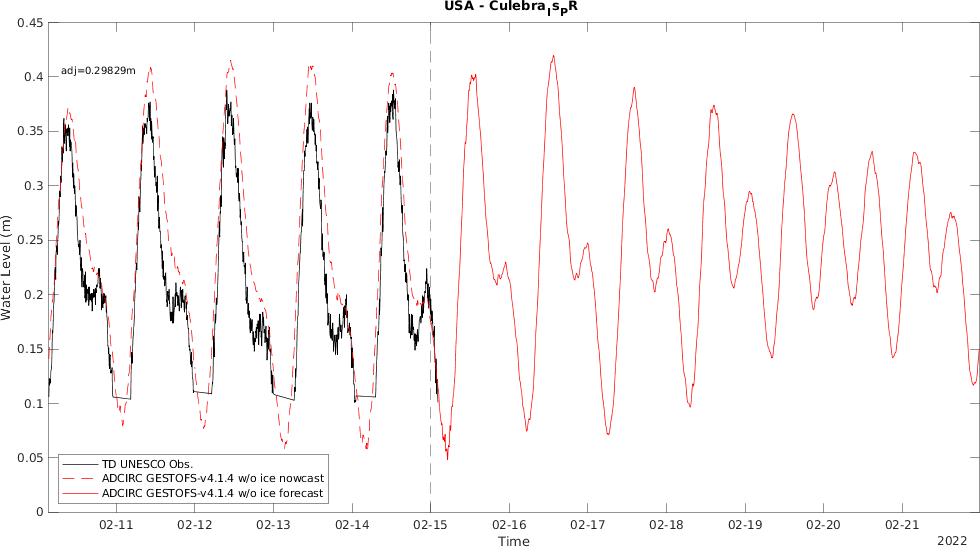 USA - CulebraIsPR
adj=0.29829m
0.45
0.4
0.35
0.3
0.25
0.2
0.15
0.1
0.05
0
Water Level (m)
TD UNESCO Obs.
ADCIRC GESTOFS-v4.1.4 w/o ice nowcast
ADCIRC GESTOFS-v4.1.4 w/o ice forecast
02-11 02-12 02-13 02-14 02-15 02-16 02-17 02-18 02-19 02-20 02-21
Time
2022